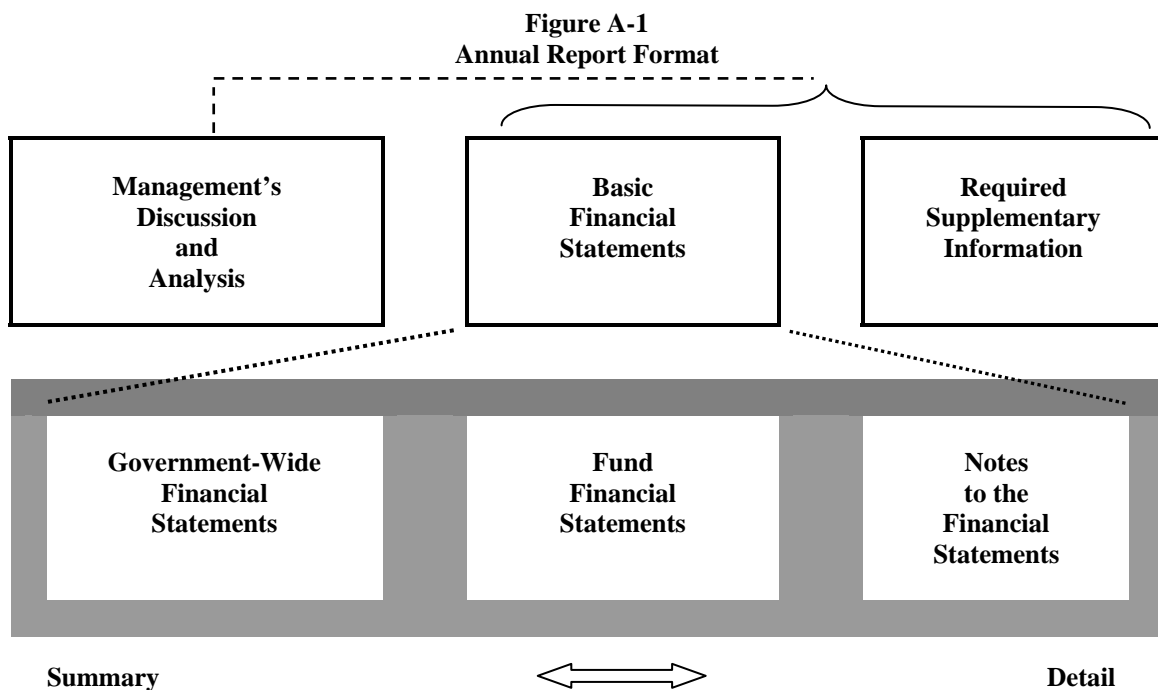 Figure A-1
Annual Report Format
Management’s
Discussion
and
Analysis
Basic
Financial
Statements
Required
Supplementary
Information
Government-Wide
Financial
Statements
Fund
Financial
Statements
Notes
to the
Financial
Statements
Summary
Detail